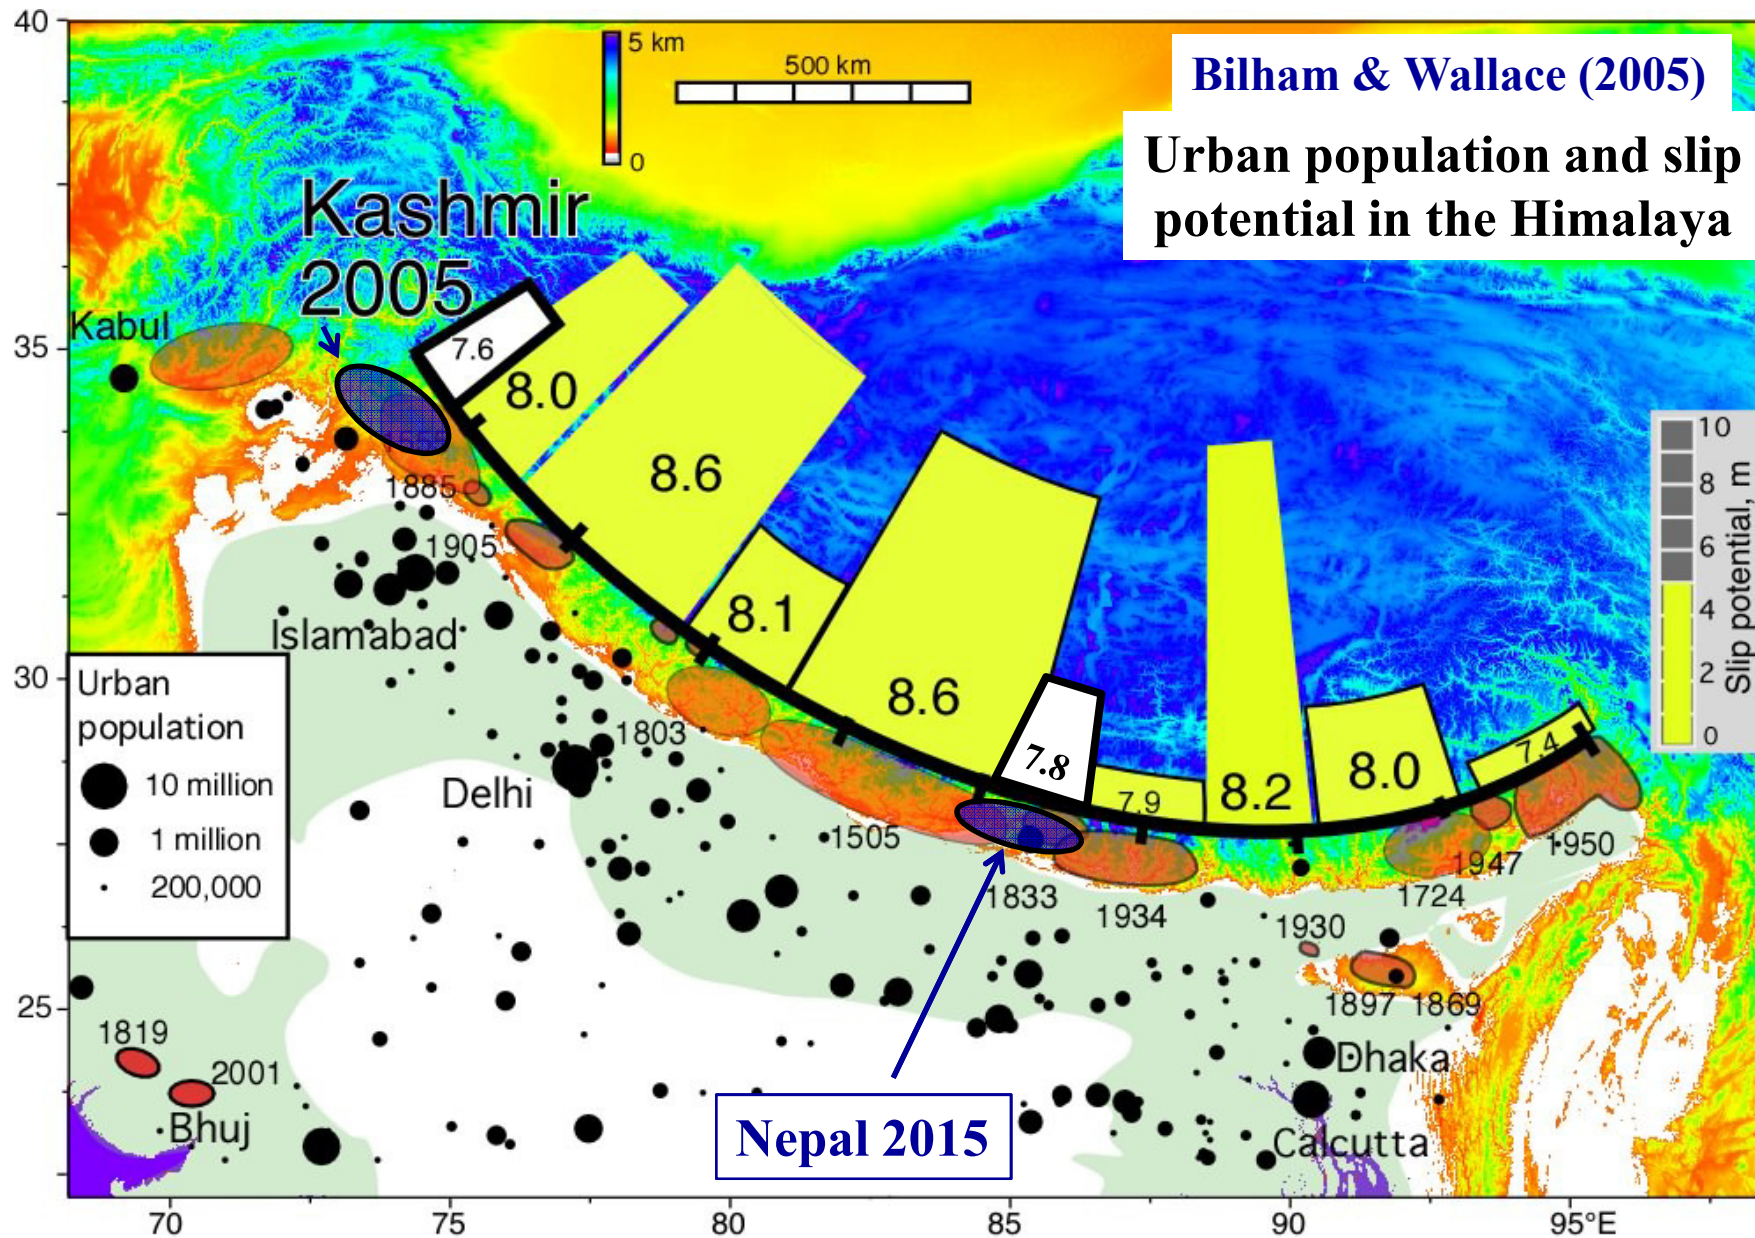 40
35
30
25
70
75
80
85
90
95°E
5 km
0
500 km
Bilham & Wallace (2005)
Urban population and slip
potential in the Himalaya
Kashmir
2005
Kabul
7.6
8.0
8.6
8.1
8.6
7.8
7.9
8.2
8.0
7.4
10
8
6
4
2
0
Slip potential, m
1885
1905
Islamabad
Urban
population
10 million
1 million
200,000
1803
Delhi
1505
1833
1934
1930
1724
1947
1950
1897
1869
1819
2001
Bhuj
Dhaka
Calcutta
Nepal 2015